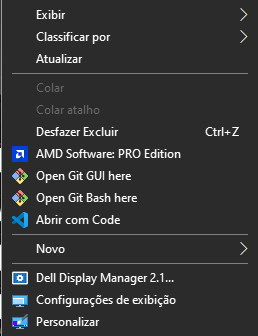 Exibir
Classificar por
Atualizar
Colar
Colar atalho
Desfazer Excluir Ctrl+Z
AMD Software: PRO Edition
Open Git GUI here
Open Git Bash here
Abrir com Code
Novo
Dell Display Manager 2.1...
Configurações de exibição
Personalizar